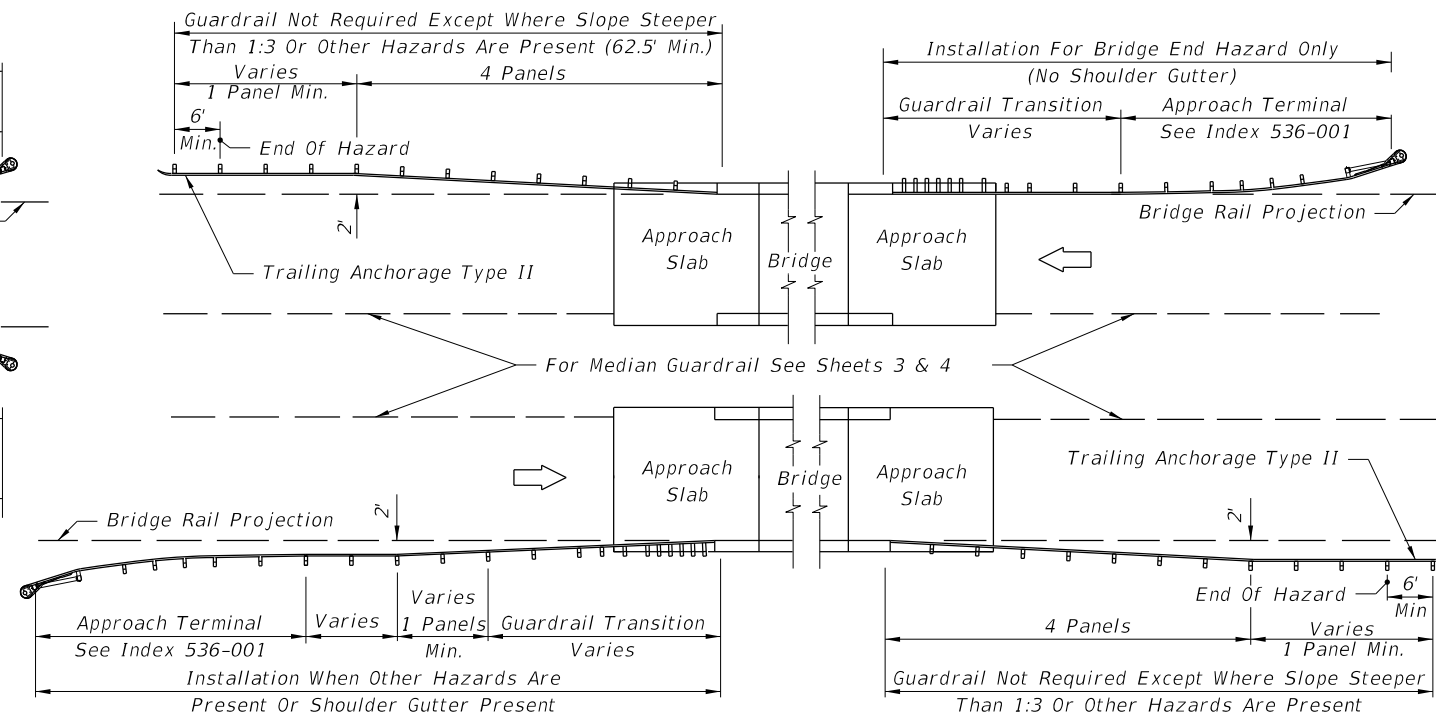 Guardrail Not Required Except Where Slope Steeper
Than 1:3 Or Other Hazards Are Present (62.5' Min.)
Varies
1 Panel Min.
4 Panels
6'
Min.
End Of Hazard
2'
Trailing Anchorage Type II
Installation For Bridge End Hazard Only
(No Shoulder Gutter)
Guardrail Transition
Varies
Approach Terminal
See Index 536-001
Bridge Rail Projection
Approach
Slab
Bridge
Approach
Slab
For Median Guardrail See Sheets 3 & 4
Approach
Slab
Bridge
Approach
Slab
Trailing Anchorage Type II
Bridge Rail Projection
2'
2'
End Of Hazard
6'
Min
Approach Terminal
See Index 536-001
Varies
Varies
1 Panels
Min.
Guardrail Transition
Varies
Installation When Other Hazards Are
Present Or Shoulder Gutter Present
4 Panels
Varies
1 Panel Min.
Guardrail Not Required Except Where Slope Steeper
Than 1:3 Or Other Hazards Are Present